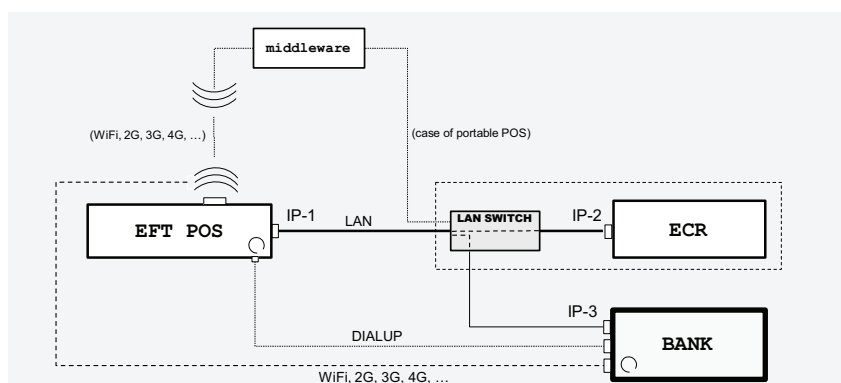 middleware
(WiFi, 2G, 3G, 4G, ...)
(case of portable POS)
EFT POS
IP-1
LAN
LAN SWITCH
IP-2
ECR
IP-3
DIALUP
BANK
WiFi, 2G, 3G, 4G, ...